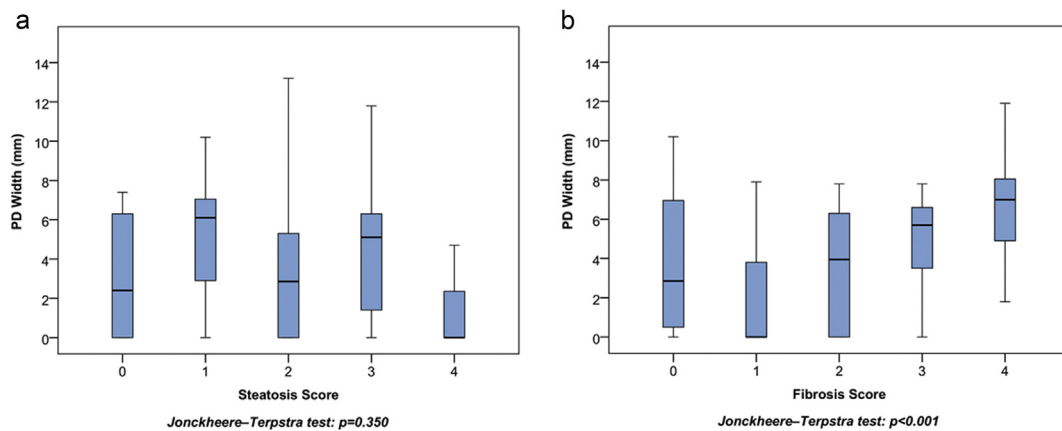 a
PD Width (mm)
14
12
10
8
6
4
2
0
0 1 2 3 4
Steatosis Score
Jonckheere–Terpstra test: p=0.350
b
PD Width (mm)
14
12
10
8
6
4
2
0
0 1 2 3 4
Fibrosis Score
Jonckheere–Terpstra test: p<0.001